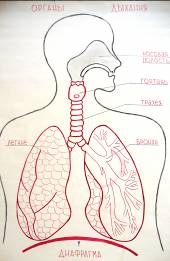 ОРГАНЫ ДЫХАНИЯ
НОСОВАЯ
ПОЛОСТЬ
ГОРТАНЬ
ТРАХЕЯ
ЛЕГКИЕ
БРОНХИ
ДИАФРАГМА